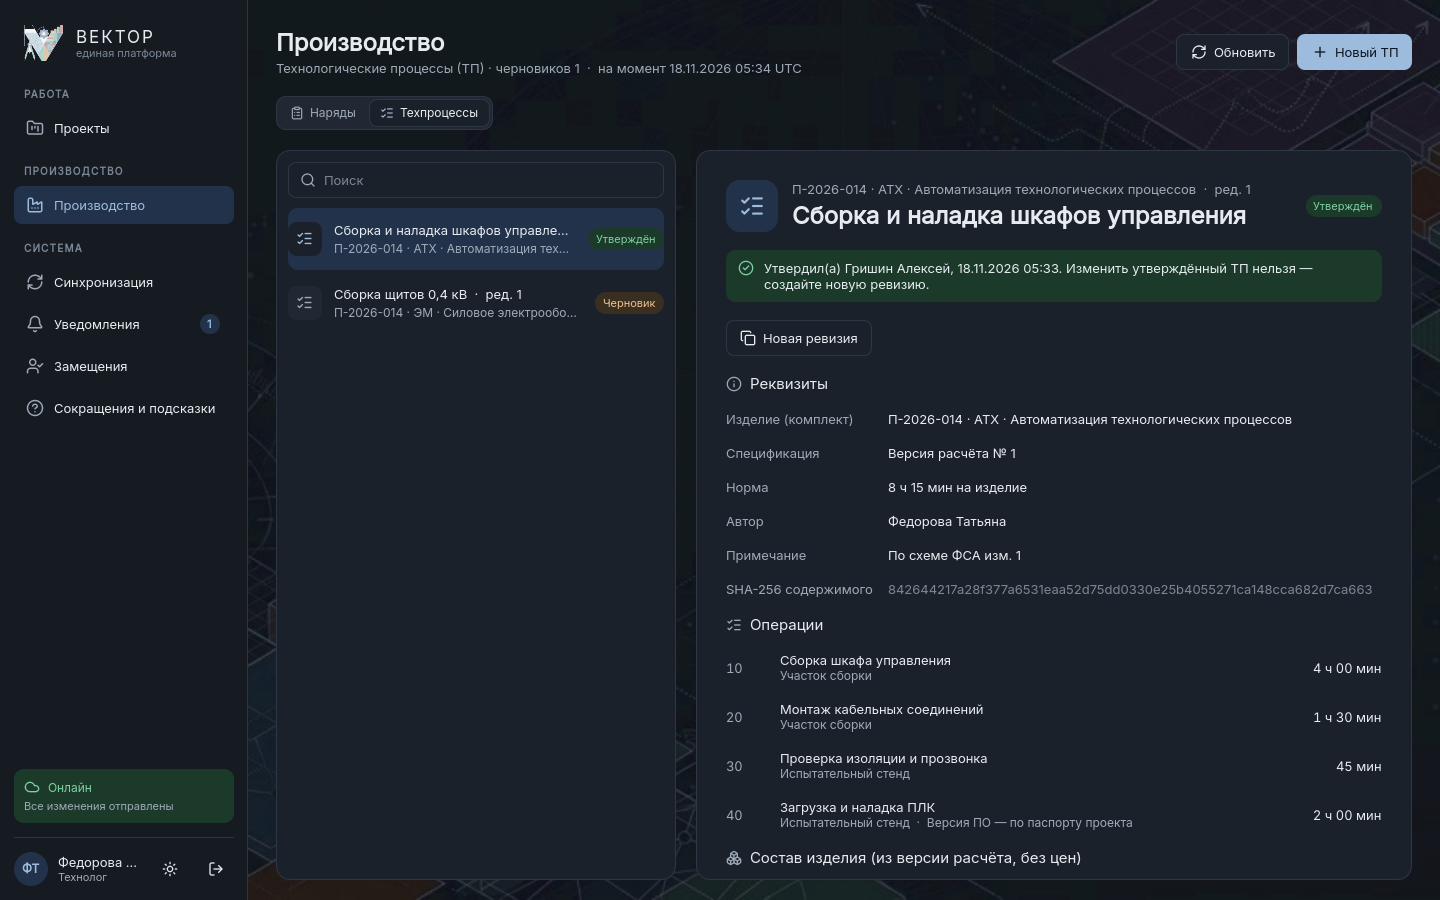 ВЕКТОР
единая платформа
РАБОТА
Проекты
ПРОИЗВОДСТВО
Производство
СИСТЕМА
Синхронизация
Уведомления
1
Замещения
Сокращения и подсказки
Онлайн
Все изменения отправлены
ФТ
Федорова ...
Технолог
Производство
Технологические процессы (ТП) · черновиков 1 · на момент 18.11.2026 05:34 UTC
Обновить
Новый ТП
Наряды
Техпроцессы
Поиск
Сборка и наладка шкафов управле...
П-2026-014 · АТХ · Автоматизация тех...
Утверждён
Сборка щитов 0,4 кВ · ред. 1
П-2026-014 · ЭМ · Силовое электрообо...
Черновик
П-2026-014 · АТХ · Автоматизация технологических процессов · ред. 1
Сборка и наладка шкафов управления
Утверждён
Утвердил(а) Гришин Алексей, 18.11.2026 05:33. Изменить утверждённый ТП нельзя —
создайте новую ревизию.
Новая ревизия
Реквизиты
Изделие (комплект) П-2026-014 · АТХ · Автоматизация технологических процессов
Спецификация Версия расчёта № 1
Норма 8 ч 15 мин на изделие
Автор Федорова Татьяна
Примечание По схеме ФСА изм. 1
SHA-256 содержимого 842644217a28f377a6531eaa52d75dd0330e25b4055271ca148cca682d7ca663
Операции
10 Сборка шкафа управления 4 ч 00 мин
Участок сборки
20 Монтаж кабельных соединений 1 ч 30 мин
Участок сборки
30 Проверка изоляции и прозвонка 45 мин
Испытательный стенд
40 Загрузка и наладка ПЛК 2 ч 00 мин
Испытательный стенд · Версия ПО — по паспорту проекта
Состав изделия (из версии расчёта, без цен)